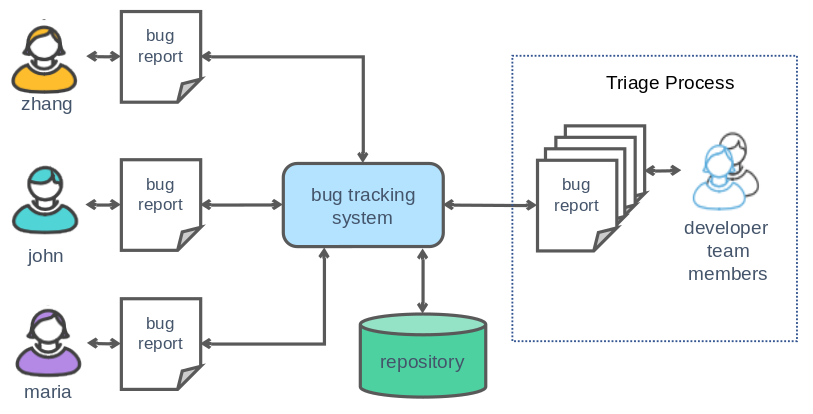 bug
report
zhang
Triage Process
bug
report
john
bug tracking
system
bug
report
developer
team
members
bug
report
maria
repository